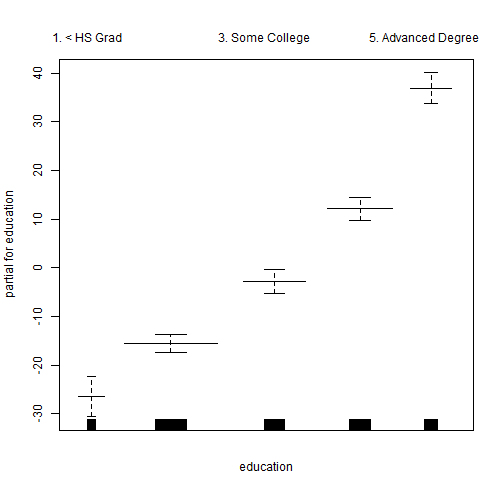 1. < HS Grad
3. Some College
5. Advanced Degree
40
30
20
10
0
-10
-20
-30
partial for education
education